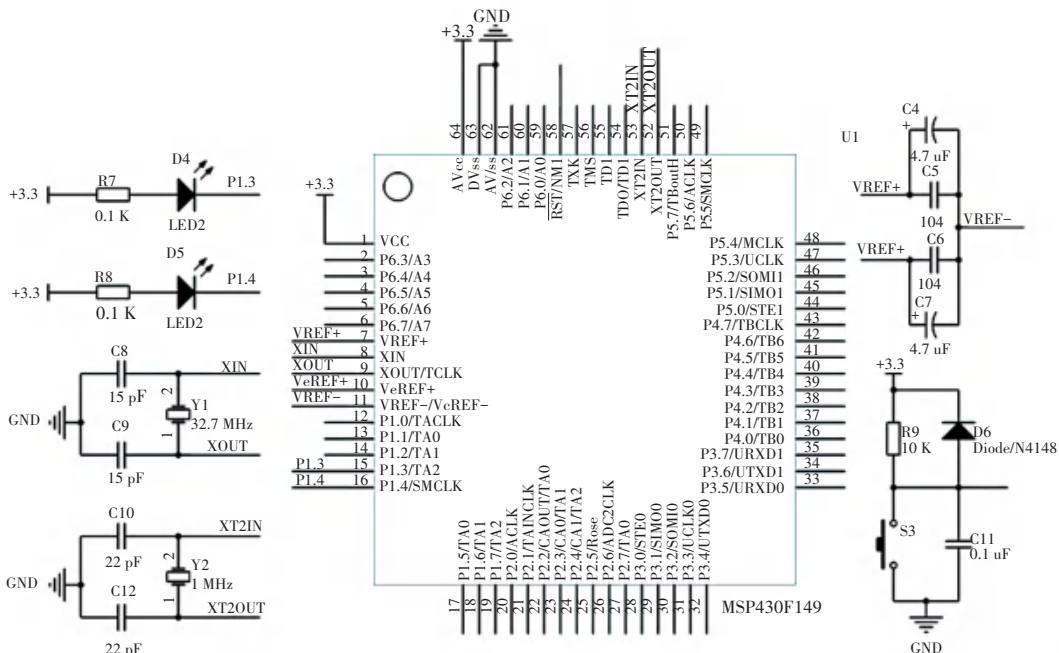 GND
+3.3
XT2IN
XT2OUT
64
63
62
61
60
59
58
57
56
55
54
53
52
51
50
49
AVcc
DVss
AV/ss
P6.2/A2
P6.1/A1
P6.0/A0
RST/NM1
TXK
TMS
TD1
TDO/TD1
XT2IN
XT2OUT
P5.7/TBoutH
P5.6/ACLK
P5.5/SMCLK
U1
+3.3
R7
0.1 K
D4
LED2
P1.3
+3.3
R8
0.1 K
D5
LED2
P1.4
GND
C8
15 pF
C9
15 pF
XIN
2
Y1
32.7 MHz
1
XOUT
GND
C10
22 pF
C12
22 pF
XT2IN
2
Y2
1 MHz
1
XT2OUT
+3.3
1 VCC
2 P6.3/A3
3 P6.4/A4
4 P6.5/A5
5 P6.6/A6
6 P6.7/A7
VREF+ 7 VREF+
XIN 8 XIN
XOUT 9 XOUT/TCLK
VeREF+ 10 VeREF+
VREF- 11 VREF-/VcREF-
12 P1.0/TACLK
13 P1.1/TA0
14 P1.2/TA1
P1.3 15 P1.3/TA2
P1.4 16 P1.4/SMCLK
P5.4/MCLK 48
P5.3/UCLK 47
P5.2/SOMI1 46
P5.1/SIMO1 45
P5.0/STE1 44
P4.7/TBCLK 43
P4.6/TB6 42
P4.5/TB5 41
P4.4/TB4 40
P4.3/TB3 39
P4.2/TB2 38
P4.1/TB1 37
P4.0/TB0 36
P3.7/URXD1 35
P3.6/UTXD1 34
P3.5/URXD0 33
P1.5/TA0
P1.6/TA1
P1.7/TA2
P2.0/ACLK
P2.1/TAINCLK
P2.2/CAOUT/TA0
P2.3/CA0/TA1
P2.4/CA1/TA2
P2.5/Rose
P2.6/ADC2CLK
P2.7/TA0
P3.0/STE0
P3.1/SIMO0
P3.2/SOMI0
P3.3/UCLK0
P3.4/UTXD0
17
18
19
20
21
22
23
24
25
26
27
28
29
30
31
32
MSP430F149
C4
+
4.7 uF
VREF+
C5
104
VREF-
VREF+
C6
104
C7
+
4.7 uF
+3.3
R9
10 K
D6
Diode/N4148
S3
C11
0.1 uF
GND